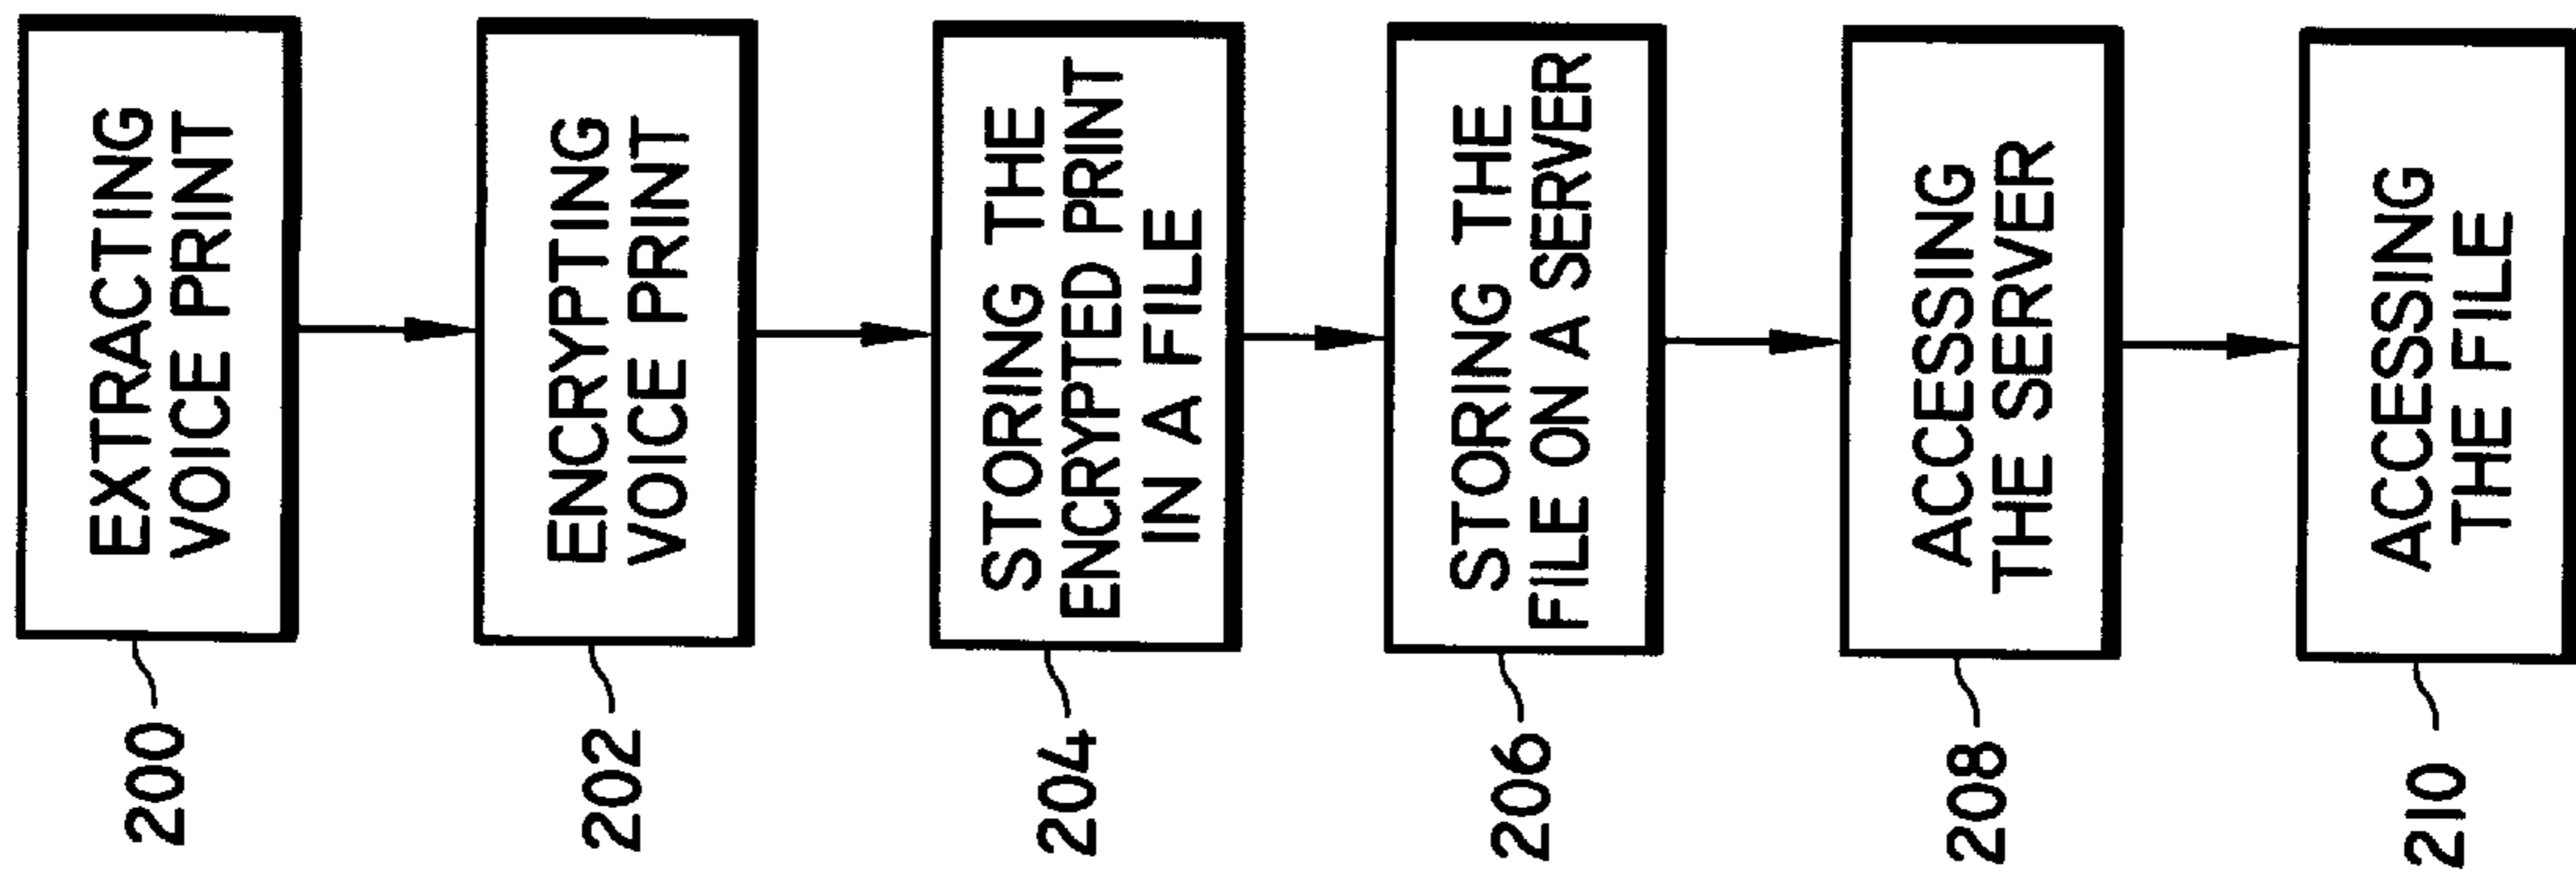 200
EXTRACTING
VOICE PRINT
202
ENCRYPTING
VOICE PRINT
204
STORING THE
ENCRYPTED PRINT
IN A FILE
206
STORING THE
FILE ON A SERVER
208
ACCESSING
THE SERVER
210
ACCESSING
THE FILE